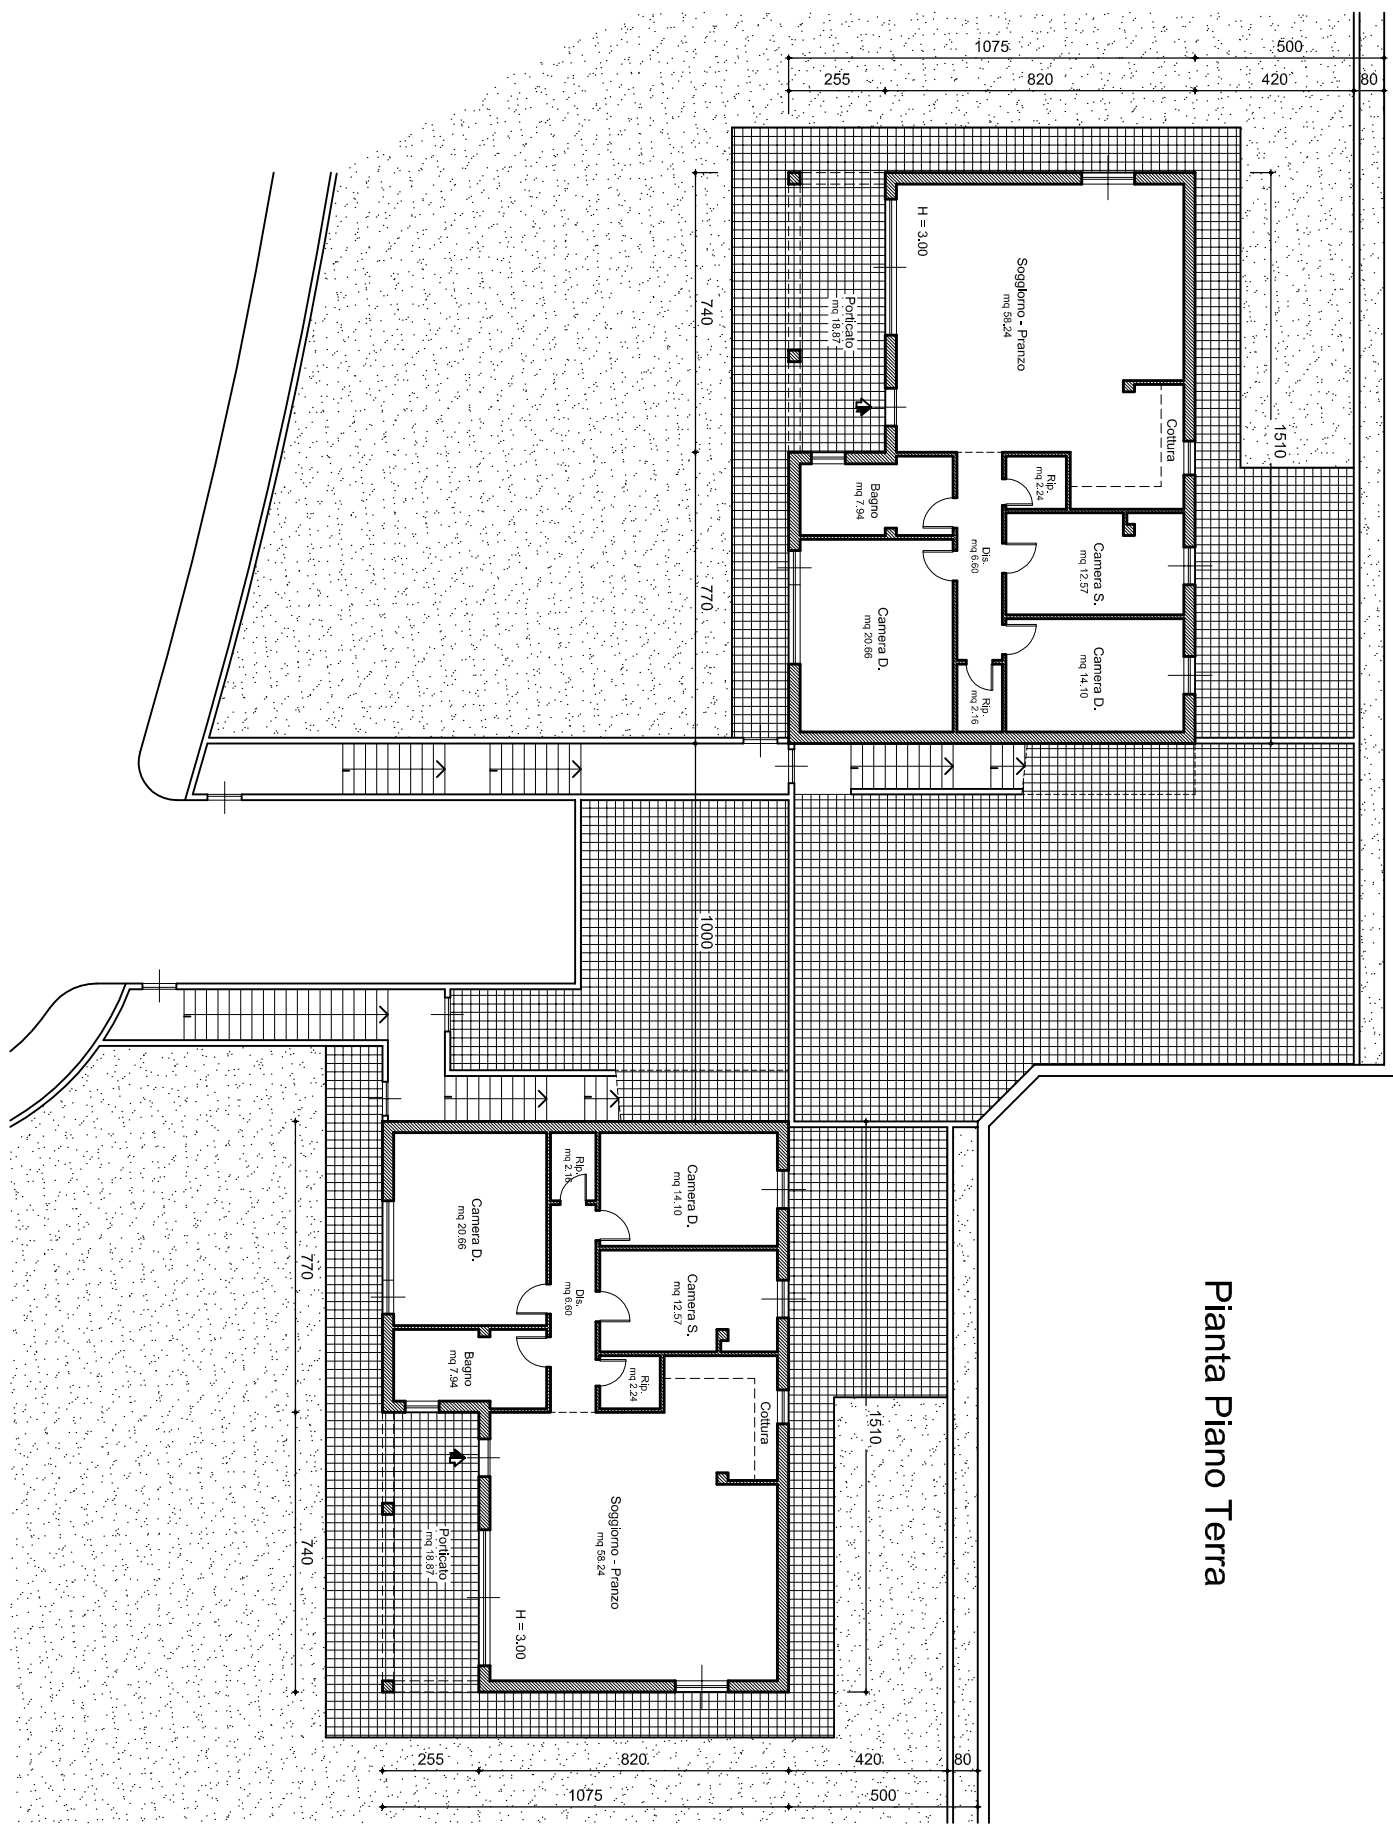 1075
500
255
820
420
80
H = 3.00
Soggiorno - Pranzo
mq 58.24
Porticato
mq 18.87
740
1510
Cottura
Rip.
mq 2.24
Bagno
mq 7.94
Dis.
mq 6.60
Camera S.
mq 12.57
Camera D.
mq 20.66
Camera D.
mq 14.10
Rip.
mq 2.16
770
1000
Pianta Piano Terra
Camera D.
mq 14.10
Rip.
mq 2.16
Camera D.
mq 20.66
770
Dis.
mq 6.60
Camera S.
mq 12.57
Bagno
mq 7.94
Rip.
mq 2.24
Cottura
1510
Soggiorno - Pranzo
mq 58.24
Porticato
mq 18.87
740
H = 3.00
255
820
420
80
1075
500